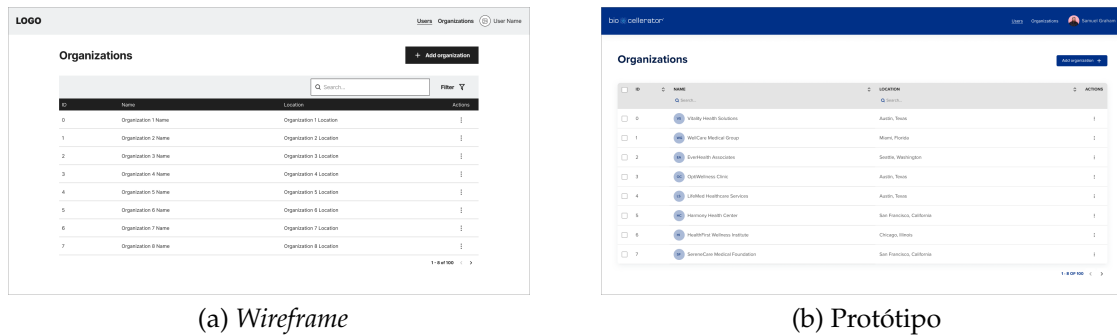 LOGO
Users Organizations User Name
Organizations
+ Add organization
Search...
Filter
ID Name Location Actions
0 Organization 1 Name Organization 1 Location
1 Organization 2 Name Organization 2 Location
2 Organization 3 Name Organization 3 Location
3 Organization 4 Name Organization 4 Location
4 Organization 5 Name Organization 5 Location
5 Organization 6 Name Organization 6 Location
6 Organization 7 Name Organization 7 Location
7 Organization 8 Name Organization 8 Location
1 - 8 of 100 < >
(a) Wireframe
bio cellerator
Users Organizations Samuel Graham
Organizations
Add organization +
ID NAME LOCATION ACTIONS
Search... Search...
0 Vitality Health Solutions Austin, Texas
1 WellCare Medical Group Miami, Florida
2 EverHealth Associates Seattle, Washington
3 OC OptiWellness Clinic Austin, Texas
4 LifeMed Healthcare Services Austin, Texas
5 HC Harmony Health Center San Francisco, California
6 HealthFirst Wellness Institute Chicago, Illinois
7 SereneCare Medical Foundation San Francisco, California
1 - 8 OF 100 < >
(b) Protótipo